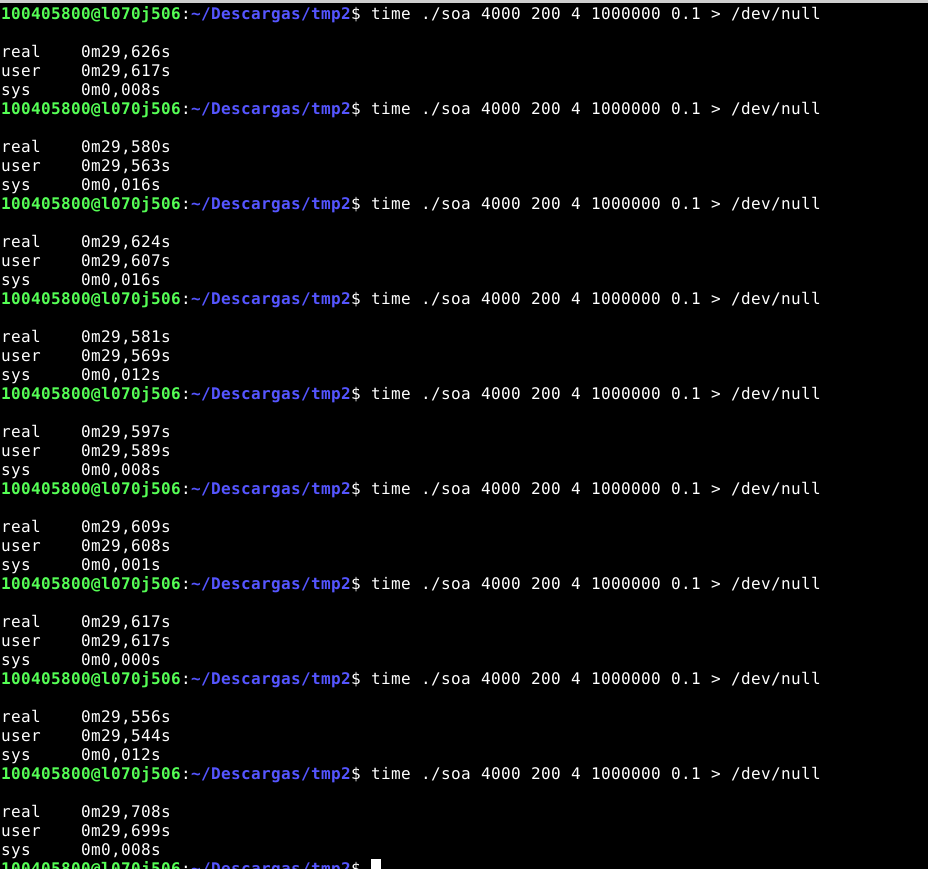 100405800@l070j506:~/Descargas/tmp2$ time ./soa 4000 200 4 1000000 0.1 > /dev/null
real 0m29,626s
user 0m29,617s
sys 0m0,008s
100405800@l070j506:~/Descargas/tmp2$ time ./soa 4000 200 4 1000000 0.1 > /dev/null
real 0m29,580s
user 0m29,563s
sys 0m0,016s
100405800@l070j506:~/Descargas/tmp2$ time ./soa 4000 200 4 1000000 0.1 > /dev/null
real 0m29,624s
user 0m29,607s
sys 0m0,016s
100405800@l070j506:~/Descargas/tmp2$ time ./soa 4000 200 4 1000000 0.1 > /dev/null
real 0m29,581s
user 0m29,569s
sys 0m0,012s
100405800@l070j506:~/Descargas/tmp2$ time ./soa 4000 200 4 1000000 0.1 > /dev/null
real 0m29,597s
user 0m29,589s
sys 0m0,008s
100405800@l070j506:~/Descargas/tmp2$ time ./soa 4000 200 4 1000000 0.1 > /dev/null
real 0m29,609s
user 0m29,608s
sys 0m0,001s
100405800@l070j506:~/Descargas/tmp2$ time ./soa 4000 200 4 1000000 0.1 > /dev/null
real 0m29,617s
user 0m29,617s
sys 0m0,000s
100405800@l070j506:~/Descargas/tmp2$ time ./soa 4000 200 4 1000000 0.1 > /dev/null
real 0m29,556s
user 0m29,544s
sys 0m0,012s
100405800@l070j506:~/Descargas/tmp2$ time ./soa 4000 200 4 1000000 0.1 > /dev/null
real 0m29,708s
user 0m29,699s
sys 0m0,008s
100405800@l070j506:~/Descargas/tmp2$